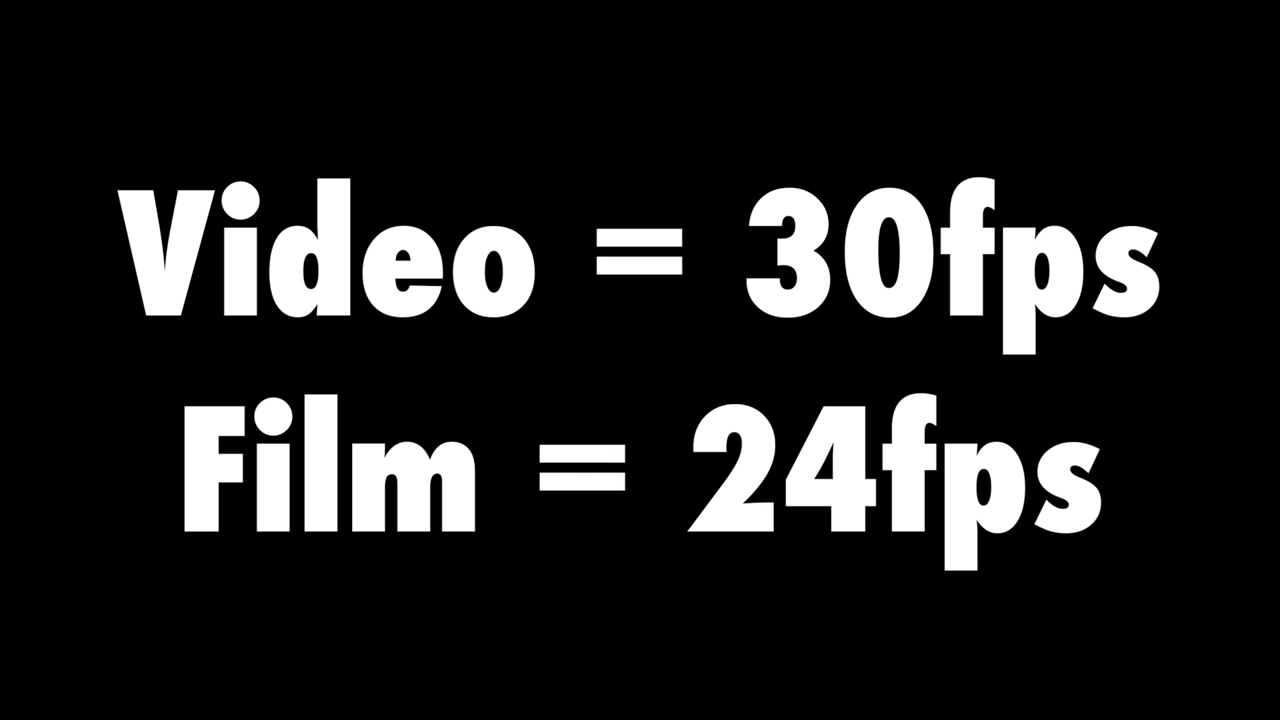 Video = 30fps
Film = 24fps